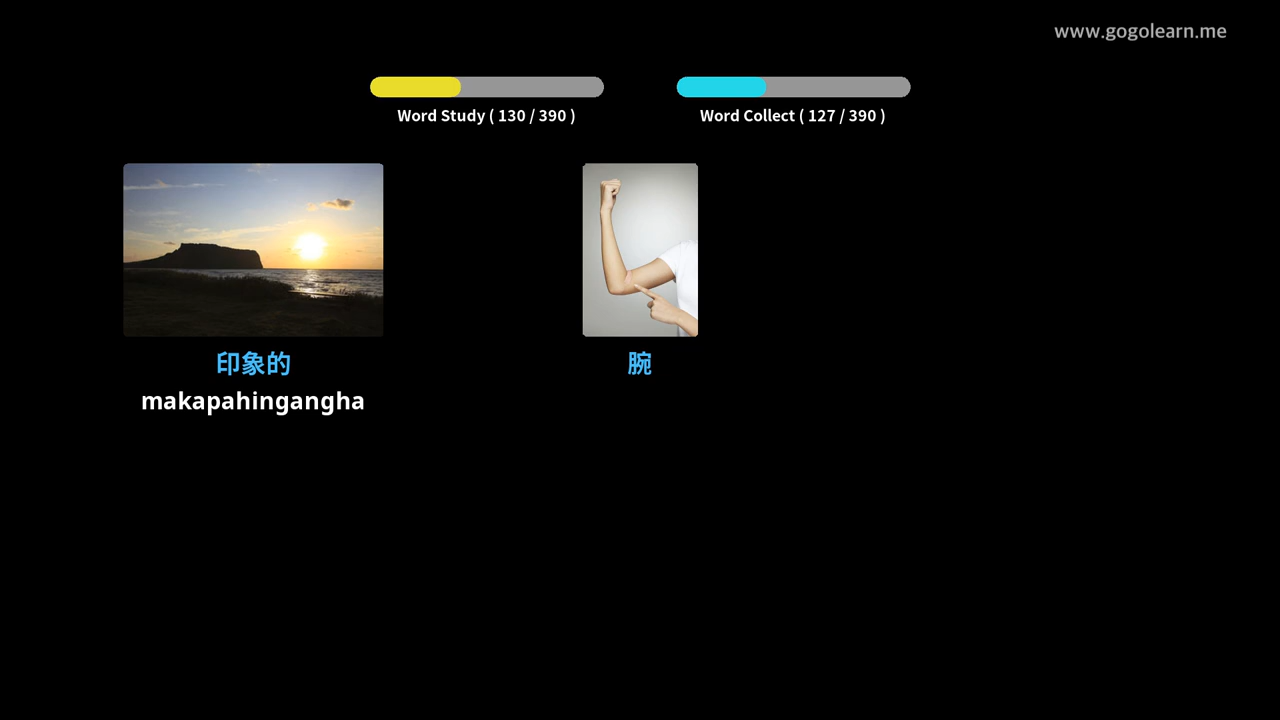 www.gogolearn.me
Word Study ( 130 / 390 )
Word Collect ( 127 / 390 )
印象的
makapahingangha
腕